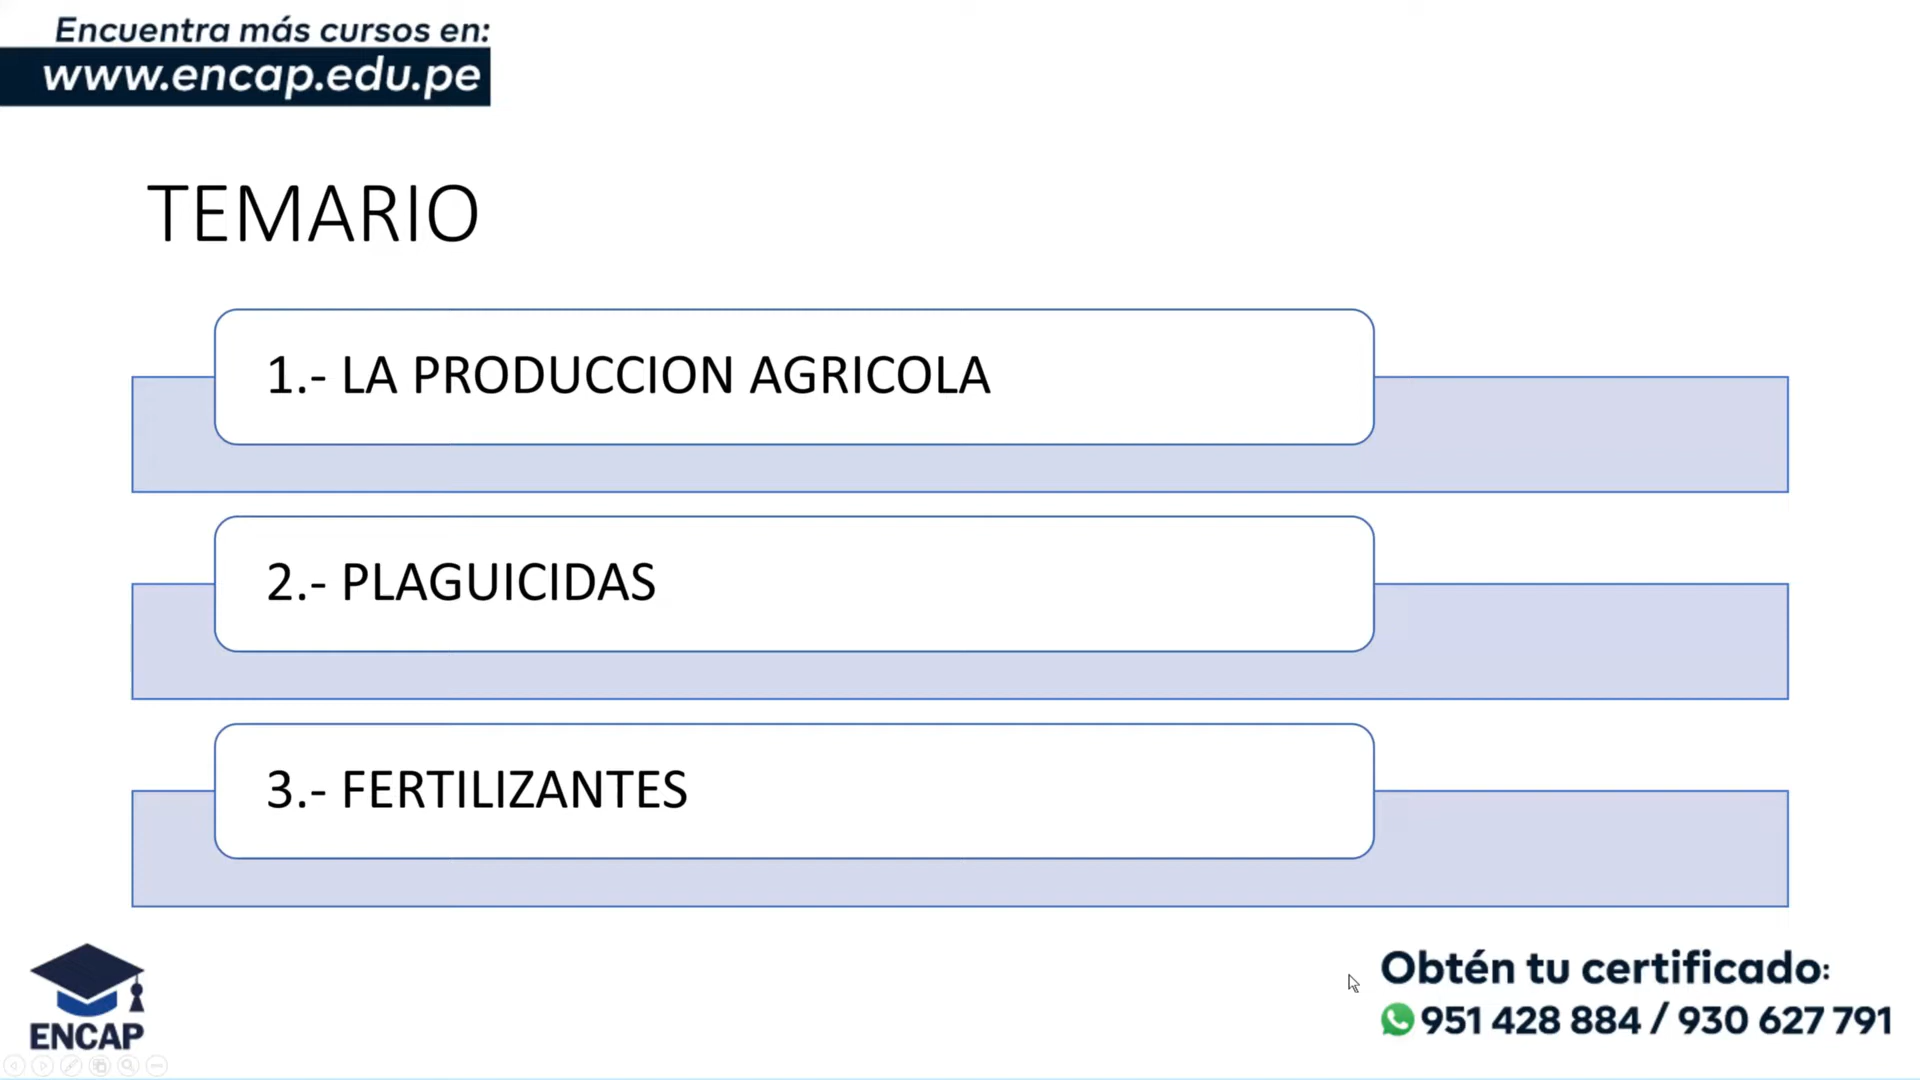 Encuentra más cursos en:
www.encap.edu.pe
TEMARIO
1.- LA PRODUCCION AGRICOLA
2.- PLAGUICIDAS
3.- FERTILIZANTES
ENCAP
Obtén tu certificado:
951 428 884 / 930 627 791